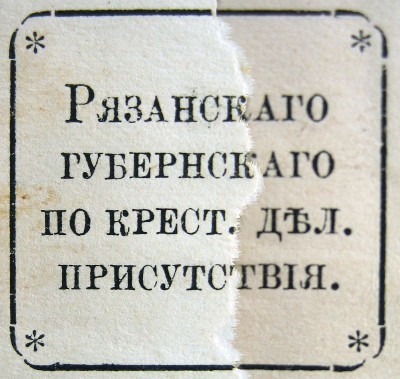 Рязанскаго
губернскаго
по крест. дѣл.
присутствія.